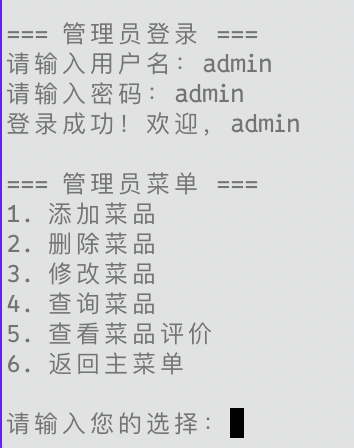 === 管理员登录 ===
请输入用户名: admin
请输入密码: admin
登录成功! 欢迎, admin
=== 管理员菜单 ===
1. 添加菜品
2. 删除菜品
3. 修改菜品
4. 查询菜品
5. 查看菜品评价
6. 返回主菜单
请输入您的选择: